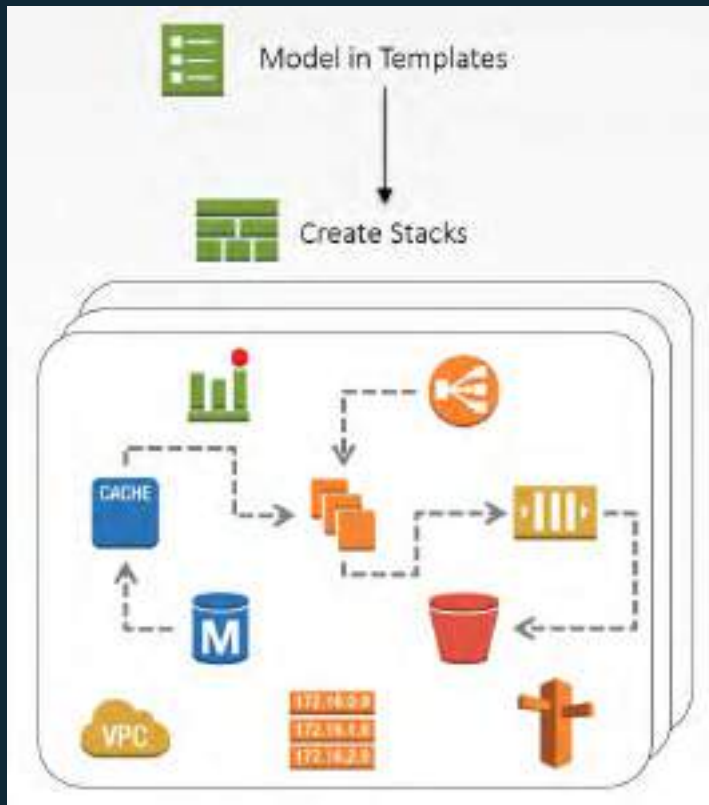 Model in Templates
Create Stacks
CACHE
M
VPC
172.16.0.0
172.16.1.0
172.16.2.0